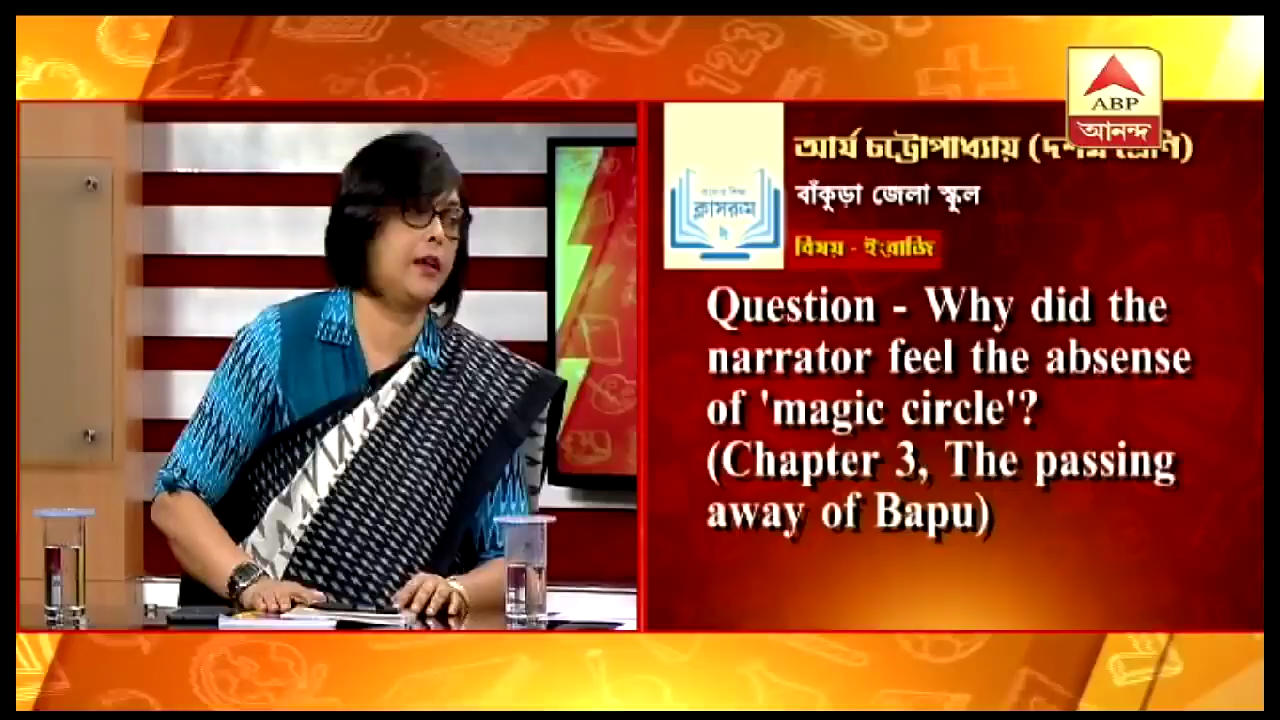 ABP
আনন্দ
আর্য চট্টোপাধ্যায়
বাঁকুড়া জেলা স্কুল
ক্লাসরুম
বিষয় - ইংরাজি
Question - Why did the
narrator feel the absense
of 'magic circle'?
(Chapter 3, The passing
away of Bapu)